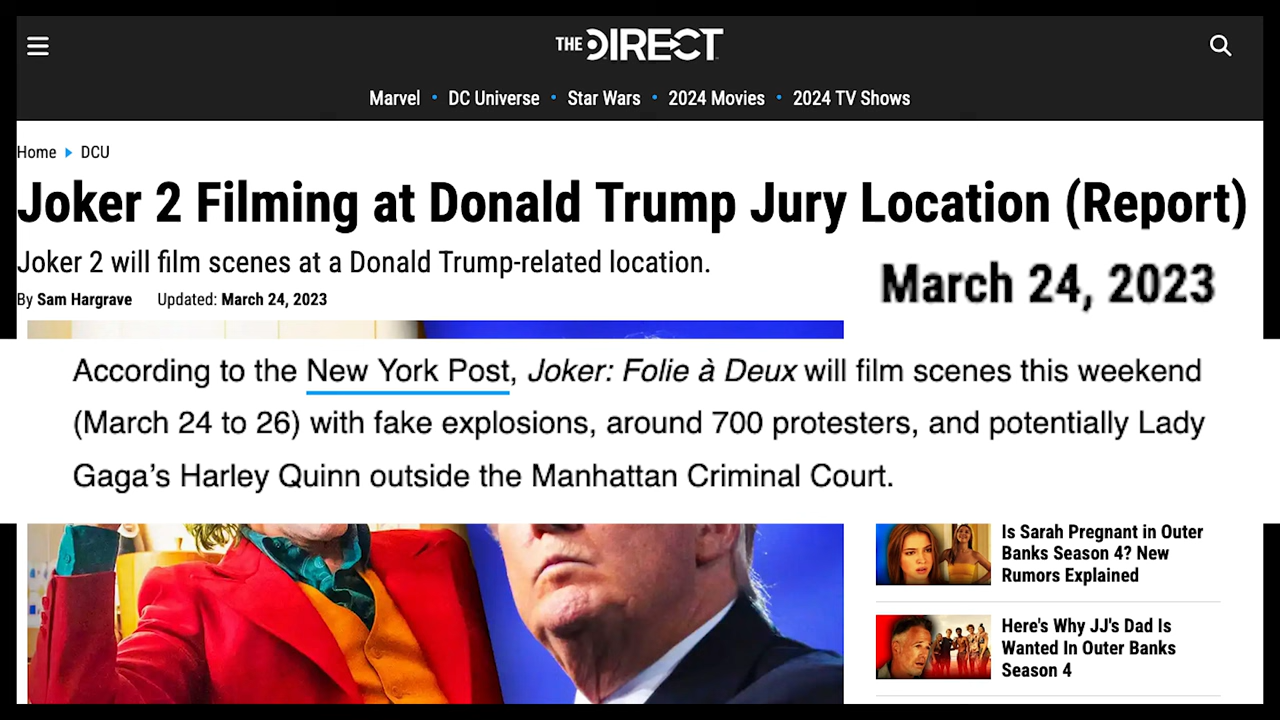 THE DIRECT
Marvel • DC Universe • Star Wars • 2024 Movies • 2024 TV Shows
Home DCU
Joker 2 Filming at Donald Trump Jury Location (Report)
Joker 2 will film scenes at a Donald Trump-related location.
By Sam Hargrave Updated: March 24, 2023
March 24, 2023
According to the New York Post, Joker: Folie à Deux will film scenes this weekend
(March 24 to 26) with fake explosions, around 700 protesters, and potentially Lady
Gaga’s Harley Quinn outside the Manhattan Criminal Court.
Is Sarah Pregnant in Outer
Banks Season 4? New
Rumors Explained
Here's Why JJ's Dad Is
Wanted In Outer Banks
Season 4